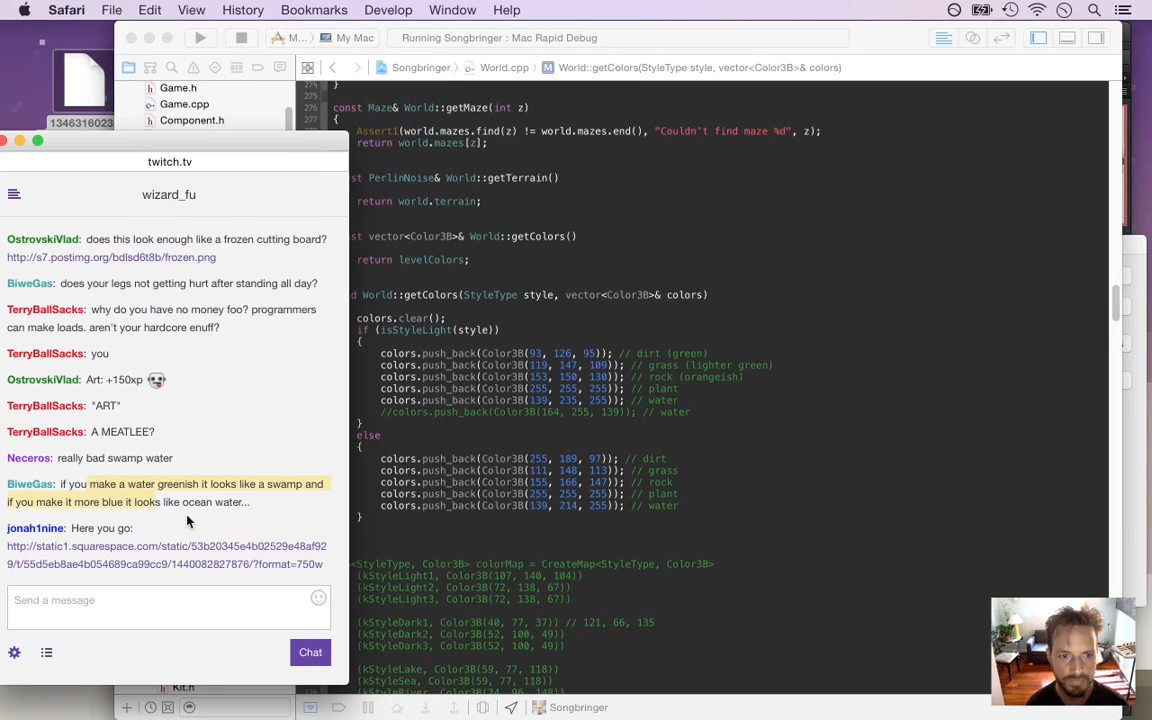 Safari File Edit View History Bookmarks Develop Window Help
M... My Mac Running Songbringer : Mac Rapid Debug
Songbringer World.cpp M World::getColors(StyleType style, vector<Color3B>& colors)
1346316023
Game.h
Game.cpp
Component.h
twitch.tv
wizard_fu
OstrovskiVlad: does this look enough like a frozen cutting board?
http://s7.postimg.org/bdlsd6t8b/frozen.png
BiweGas: does your legs not getting hurt after standing all day?
TerryBallSacks: why do you have no money foo? programmers
can make loads. aren't your hardcore enuff?
TerryBallSacks: you
OstrovskiVlad: Art: +150xp
TerryBallSacks: "ART"
TerryBallSacks: A MEATLEE?
Neceros: really bad swamp water
BiweGas: if you make a water greenish it looks like a swamp and
if you make it more blue it looks like ocean water...
jonah1nine: Here you go:
http://static1.squarespace.com/static/53b20345e4b02529e48af92
9/t/55d5eb8ae4b054689ca99cc9/1440082827876/?format=750w
Send a message
Chat
Kit.h
274 }
275
276 const Maze& World::getMaze(int z)
277 {
Assert1(world.mazes.find(z) != world.mazes.end(), "Couldn't find maze %d", z);
return world.mazes[z];
st PerlinNoise& World::getTerrain()
return world.terrain;
st vector<Color3B>& World::getColors()
return levelColors;
d World::getColors(StyleType style, vector<Color3B>& colors)
colors.clear();
if (isStyleLight(style))
{
colors.push_back(Color3B(93, 126, 95)); // dirt (green)
colors.push_back(Color3B(119, 147, 109)); // grass (lighter green)
colors.push_back(Color3B(153, 150, 130)); // rock (orangeish)
colors.push_back(Color3B(255, 255, 255)); // plant
colors.push_back(Color3B(139, 235, 255)); // water
//colors.push_back(Color3B(164, 255, 139)); // water
}
else
{
colors.push_back(Color3B(255, 189, 97)); // dirt
colors.push_back(Color3B(111, 148, 113)); // grass
colors.push_back(Color3B(155, 166, 155)); // rock
colors.push_back(Color3B(255, 255, 255)); // plant
colors.push_back(Color3B(139, 214, 255)); // water
}
<StyleType, Color3B> colorMap = CreateMap<StyleType, Color3B>
(kStyleLight1, Color3B(107, 140, 104))
(kStyleLight2, Color3B(72, 138, 67))
(kStyleLight3, Color3B(72, 138, 67))
(kStyleDark1, Color3B(40, 77, 37)) // 121, 66, 135
(kStyleDark2, Color3B(52, 100, 49))
(kStyleDark3, Color3B(52, 100, 49))
(kStyleLake, Color3B(59, 77, 118))
(kStyleSea, Color3B(59, 77, 118))
(kStyleRiver, Color3B(74, 96, 148))
Songbringer